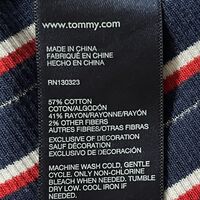 www.tommy.com
MADE IN CHINA
FABRIQUÉ EN CHINE
HECHO EN CHINA
RN130323
57% COTTON
COTON/ALGODÓN
41% RAYON/RAYONNE/RAYÓN
2% OTHER FIBERS
AUTRES FIBRES/OTRAS FIBRAS
EXCLUSIVE OF DECORATION
SAUF DÉCORATION
EXCLUSIVO DE DECORACIÓN
MACHINE WASH COLD, GENTLE
CYCLE. ONLY NON-CHLORINE
BLEACH WHEN NEEDED. TUMBLE
DRY LOW. COOL IRON IF
NEEDED.